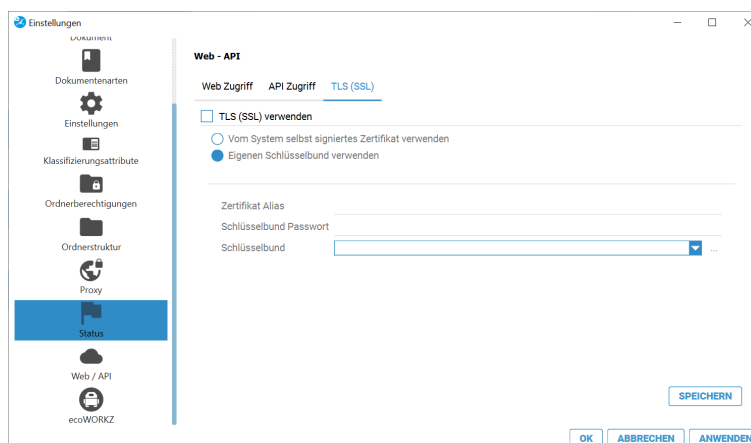 Einstellungen
Dokument
Dokumentenarten
Einstellungen
Klassifizierungsattribute
Ordnerberechtigungen
Ordnerstruktur
Proxy
Status
Web / API
ecoWORKZ
Web - API
Web Zugriff API Zugriff TLS (SSL)
TLS (SSL) verwenden
Vom System selbst signiertes Zertifikat verwenden
Eigenen Schlüsselbund verwenden
Zertifikat Alias
Schlüsselbund Passwort
Schlüsselbund ...
SPEICHERN
OK ABBRECHEN ANWENDEN